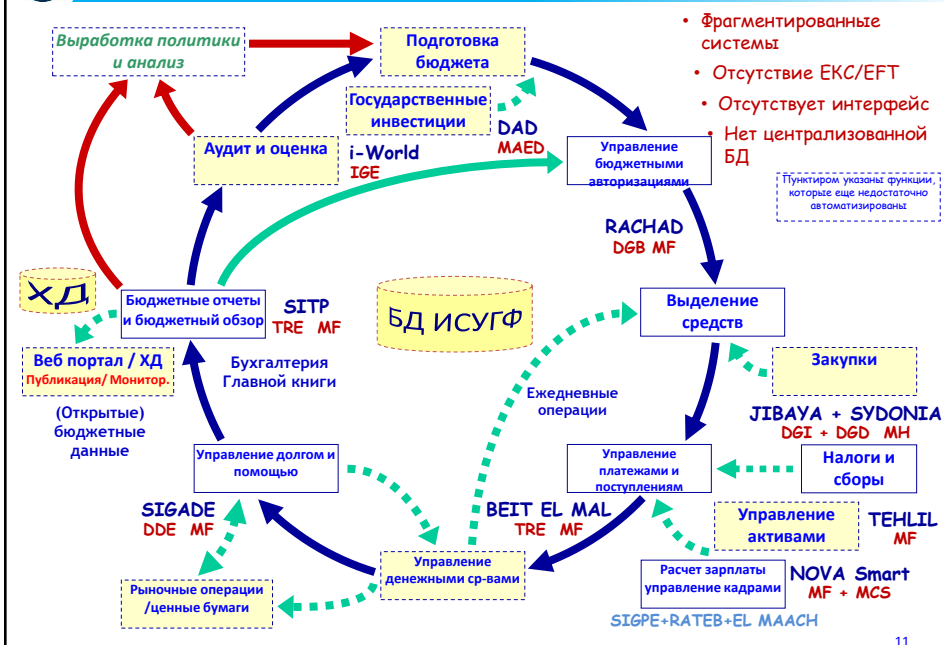 Выработка политики
и анализ
Подготовка
бюджета
• Фрагментированные
системы
• Отсутствие ЕКС/EFT
• Отсутствует интерфейс
• Нет централизованной
БД
Государственные
инвестиции
DAD
MAED
Аудит и оценка
i-World
IGE
Управление
бюджетными
авторизациями
Пунктиром указаны функции,
которые еще недостаточно
автоматизированы
RACHAD
DGB MF
ХД
Бюджетные отчеты
и бюджетный обзор
SITP
TRE MF
БД ИСУГФ
Выделение
средств
Веб портал / ХД
Публикация/ Монитор.
Бухгалтерия
Главной книги
Закупки
(Открытые)
бюджетные
данные
Ежедневные
операции
JIBAYA + SYDONIA
DGI + DGD MH
Управление долгом и
помощью
Управление
платежами и
поступлениям
Налоги и
сборы
SIGADE
DDE MF
BEIT EL MAL
TRE MF
Управление
активами
TEHLIL
MF
Рыночные операции
/ценные бумаги
Управление
денежными ср-вами
Расчет зарплаты
управление кадрами
NOVA Smart
MF + MCS
SIGPE+RATEB+EL MAACH
11